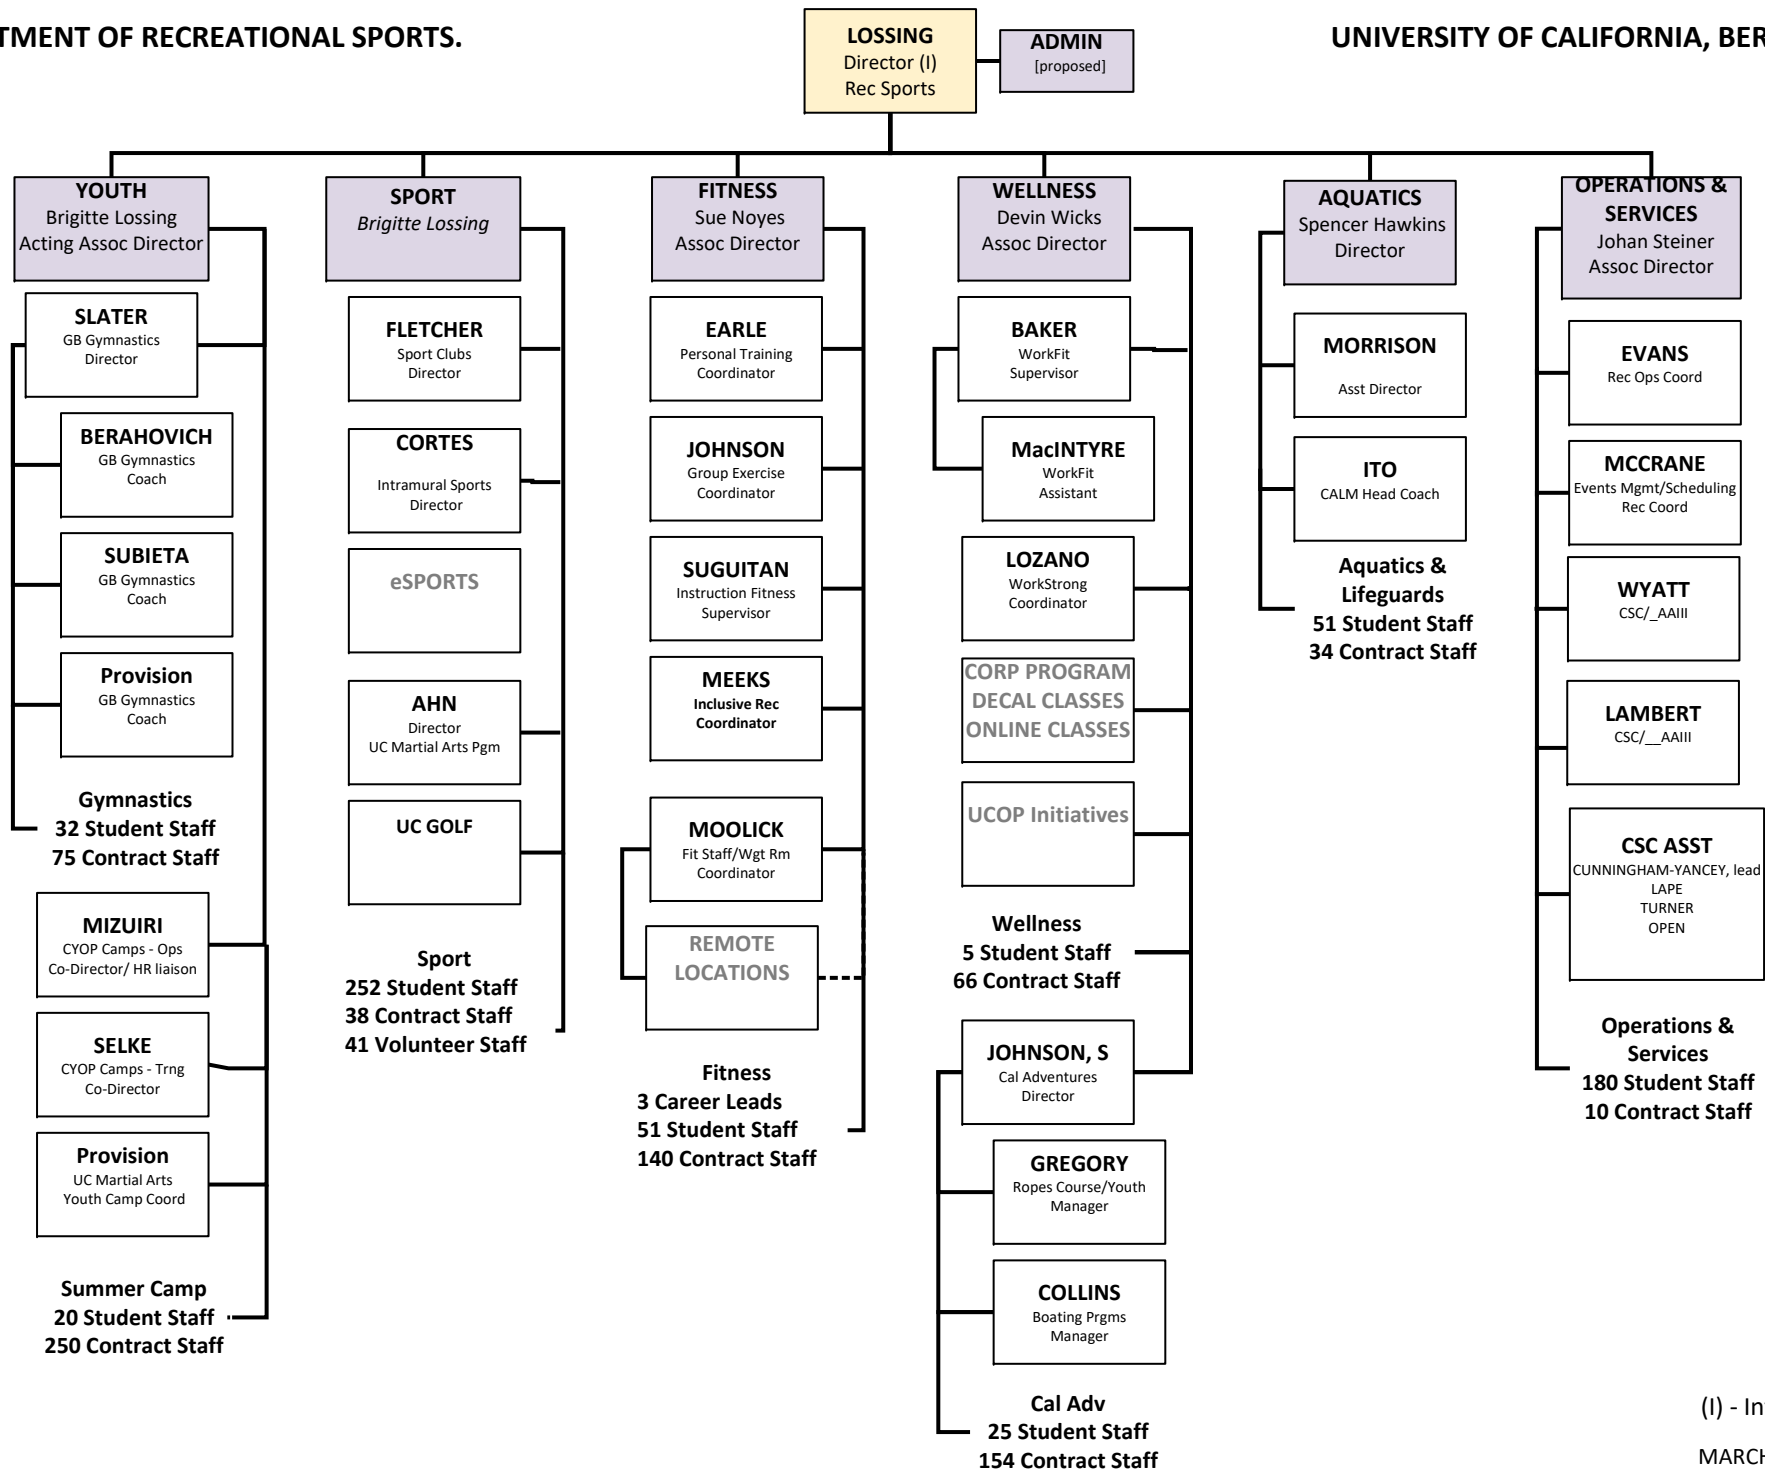 TMENT OF RECREATIONAL SPORTS.
UNIVERSITY OF CALIFORNIA, BER
LOSSING
Director (I)
Rec Sports
ADMIN
[proposed]
YOUTH
Brigitte Lossing
Acting Assoc Director
SLATER
GB Gymnastics
Director
BERAHOVICH
GB Gymnastics
Coach
SUBIETA
GB Gymnastics
Coach
Provision
GB Gymnastics
Coach
Gymnastics
32 Student Staff
75 Contract Staff
MIZUIRI
CYOP Camps - Ops
Co-Director/ HR liaison
SELKE
CYOP Camps - Trng
Co-Director
Provision
UC Martial Arts
Youth Camp Coord
Summer Camp
20 Student Staff
250 Contract Staff
SPORT
Brigitte Lossing
FLETCHER
Sport Clubs
Director
CORTES
Intramural Sports
Director
eSPORTS
AHN
Director
UC Martial Arts Pgm
UC GOLF
Sport
252 Student Staff
38 Contract Staff
41 Volunteer Staff
FITNESS
Sue Noyes
Assoc Director
EARLE
Personal Training
Coordinator
JOHNSON
Group Exercise
Coordinator
SUGUITAN
Instruction Fitness
Supervisor
MEEKS
Inclusive Rec
Coordinator
MOOLICK
Fit Staff/Wgt Rm
Coordinator
REMOTE
LOCATIONS
Fitness
3 Career Leads
51 Student Staff
140 Contract Staff
WELLNESS
Devin Wicks
Assoc Director
BAKER
WorkFit
Supervisor
MacINTYRE
WorkFit
Assistant
LOZANO
WorkStrong
Coordinator
CORP PROGRAM
DECAL CLASSES
ONLINE CLASSES
UCOP Initiatives
Wellness
5 Student Staff
66 Contract Staff
JOHNSON, S
Cal Adventures
Director
GREGORY
Ropes Course/Youth
Manager
COLLINS
Boating Prgms
Manager
Cal Adv
25 Student Staff
154 Contract Staff
AQUATICS
Spencer Hawkins
Director
MORRISON
Asst Director
ITO
CALM Head Coach
Aquatics &
Lifeguards
51 Student Staff
34 Contract Staff
OPERATIONS &
SERVICES
Johan Steiner
Assoc Director
EVANS
Rec Ops Coord
MCCRANE
Events Mgmt/Scheduling
Rec Coord
WYATT
CSC/_AAIII
LAMBERT
CSC/__AAIII
CSC ASST
CUNNINGHAM-YANCEY, lead
LAPE
TURNER
OPEN
Operations &
Services
180 Student Staff
10 Contract Staff
(I) - In
MARCH